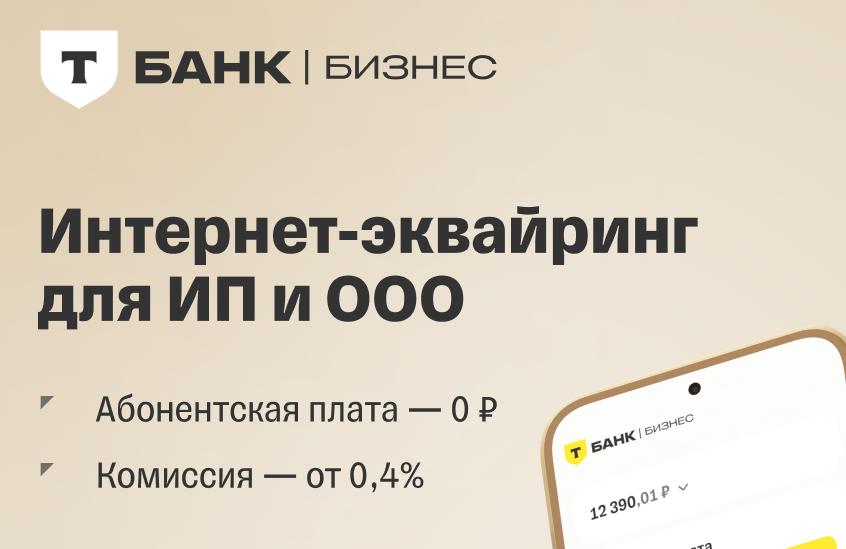 Т БАНК | БИЗНЕС
Интернет-эквайринг
для ИП и ООО
Абонентская плата — 0 ₽
Комиссия — от 0,4%
Т БАНК | БИЗНЕС
12 390,01 ₽